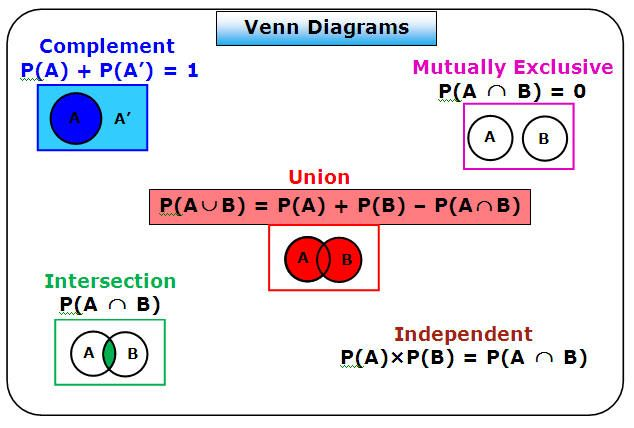 Venn Diagrams
Complement
P(A) + P(A′) = 1
A
A′
Mutually Exclusive
P(A ∩ B) = 0
A
B
Union
P(A∪B) = P(A) + P(B) − P(A∩B)
A
B
Intersection
P(A ∩ B)
A
B
Independent
P(A)×P(B) = P(A ∩ B)